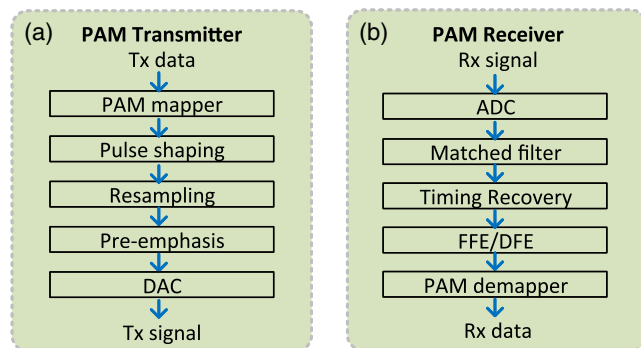 (a) PAM Transmitter
Tx data
PAM mapper
Pulse shaping
Resampling
Pre-emphasis
DAC
Tx signal
(b) PAM Receiver
Rx signal
ADC
Matched filter
Timing Recovery
FFE/DFE
PAM demapper
Rx data